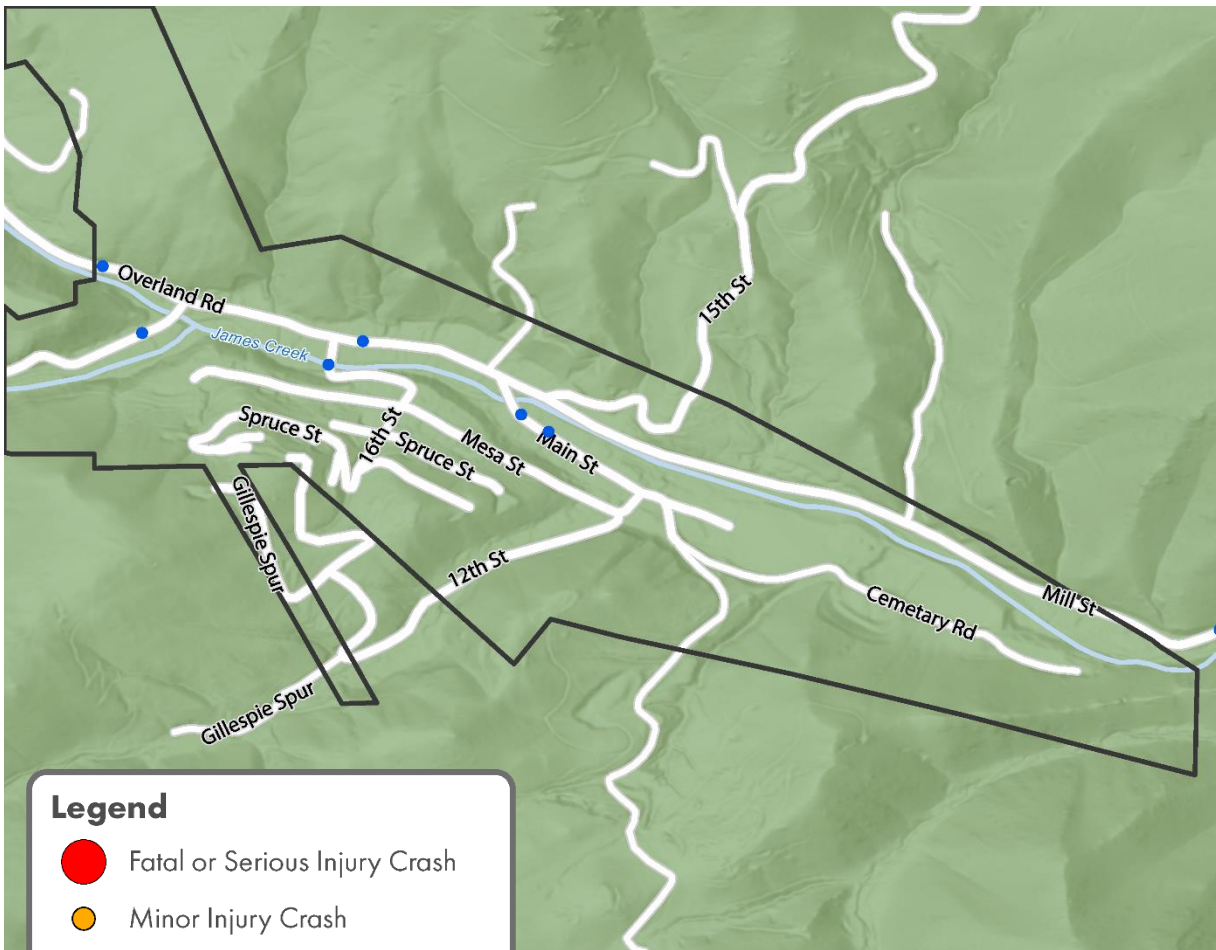 Overland Rd
James Creek
15th St
Spruce St
16th St
Spruce St
Mesa St
Main St
Gillespie Spur
12th St
Mill St
Cemetary Rd
Gillespie Spur
Legend
Fatal or Serious Injury Crash
Minor Injury Crash